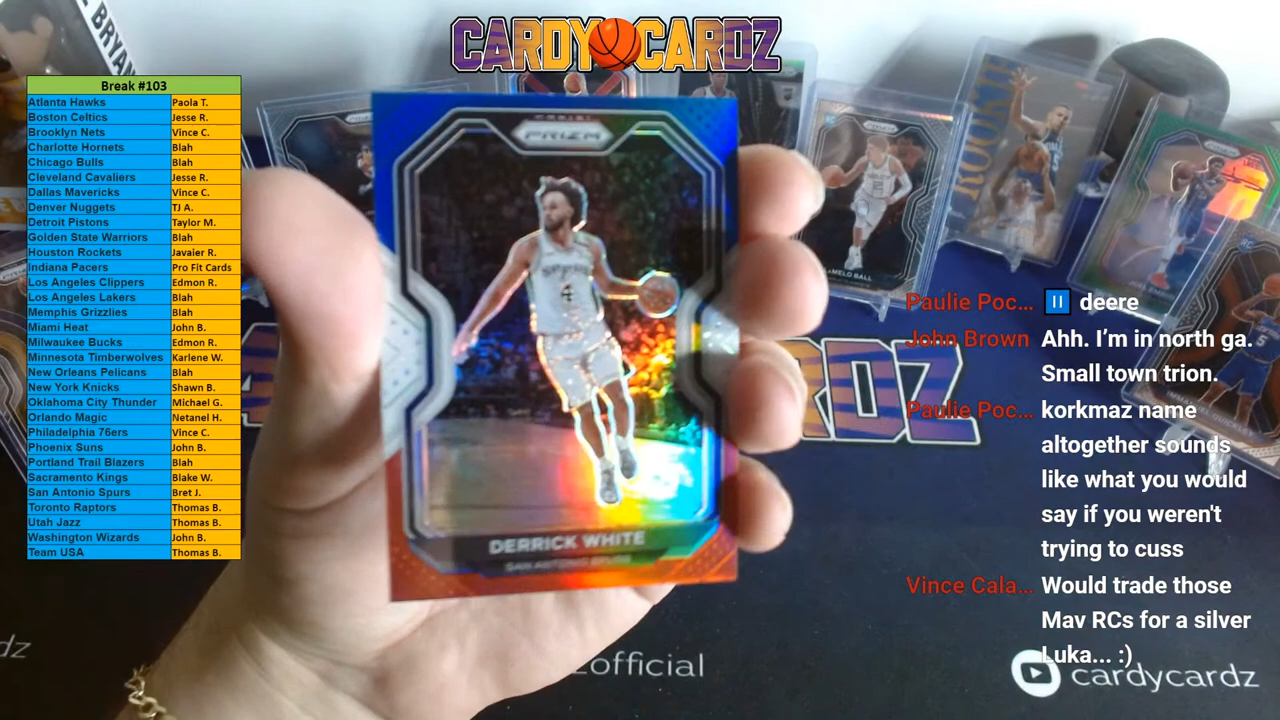 BRYANT
CARDY CARDZ
Break #103
Atlanta Hawks Paola T.
Boston Celtics Jesse R.
Brooklyn Nets Vince C.
Charlotte Hornets Blah
Chicago Bulls Blah
Cleveland Cavaliers Jesse R.
Dallas Mavericks Vince C.
Denver Nuggets TJ A.
Detroit Pistons Taylor M.
Golden State Warriors Blah
Houston Rockets Javaier R.
Indiana Pacers Pro Fit Cards
Los Angeles Clippers Edmon R.
Los Angeles Lakers Blah
Memphis Grizzlies Blah
Miami Heat John B.
Milwaukee Bucks Edmon R.
Minnesota Timberwolves Karlene W.
New Orleans Pelicans Blah
New York Knicks Shawn B.
Oklahoma City Thunder Michael G.
Orlando Magic Netanel H.
Philadelphia 76ers Vince C.
Phoenix Suns John B.
Portland Trail Blazers Blah
Sacramento Kings Blake W.
San Antonio Spurs Bret J.
Toronto Raptors Thomas B.
Utah Jazz Thomas B.
Washington Wizards John B.
Team USA Thomas B.
PANINI
PRIZM
4
DERRICK WHITE
SAN ANTONIO SPURS
ROOKIE
LAMELO BALL
RDZ
Paulie Poc... ⏸ deere
John Brown Ahh. I'm in north ga.
Small town trion.
Paulie Poc... korkmaz name
altogether sounds
like what you would
say if you weren't
trying to cuss
Vince Cala... Would trade those
Mav RCs for a silver
Luka... :)
dz
official
cardycardz